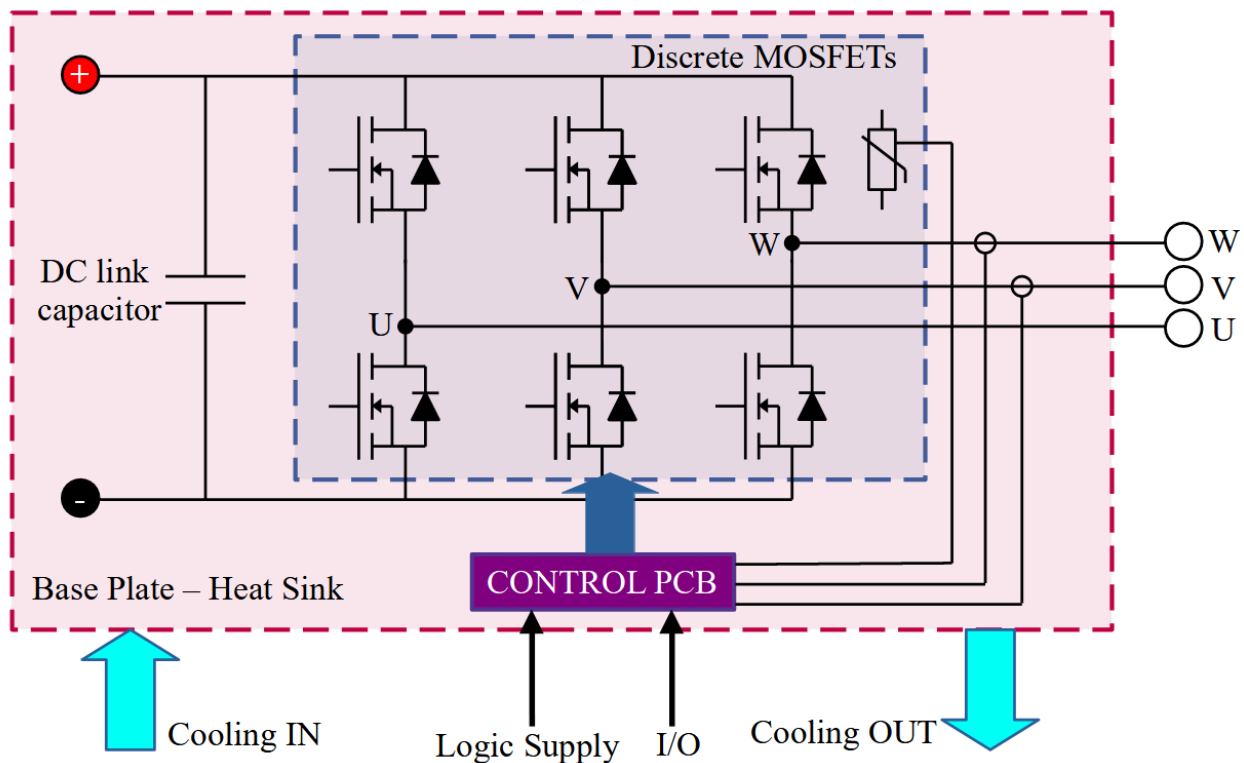 Discrete MOSFETs
+
W
W
DC link
capacitor
V
V
U
U
-
CONTROL PCB
Base Plate – Heat Sink
Cooling IN
Logic Supply
I/O
Cooling OUT